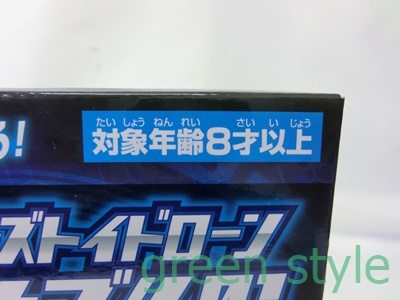 る!
たいしょうねんれい さいいじょう
対象年齢8才以上
ズトイドローン
green style